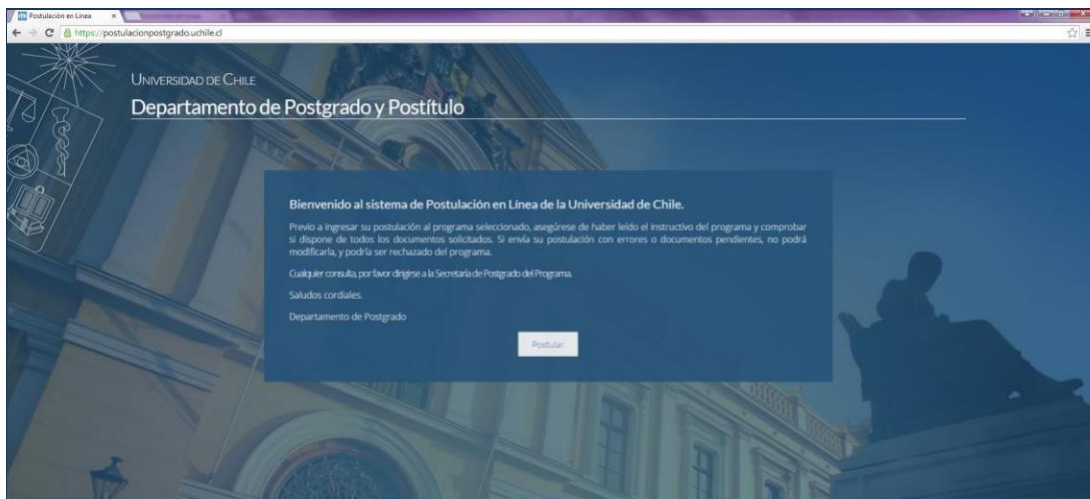 Postulación en Línea
https://postulacionpostgrado.uchile.cl
UNIVERSIDAD DE CHILE
Departamento de Postgrado y Postítulo
Bienvenido al sistema de Postulación en Línea de la Universidad de Chile.
Previo a ingresar su postulación al programa seleccionado, asegúrese de haber leído el instructivo del programa y comprobar
si dispone de todos los documentos solicitados. Si envía su postulación con errores o documentos pendientes, no podrá
modificarla, y podría ser rechazado del programa.
Cualquier consulta, por favor dirigirse a la Secretaría de Postgrado del Programa.
Saludos cordiales.
Departamento de Postgrado
Postular